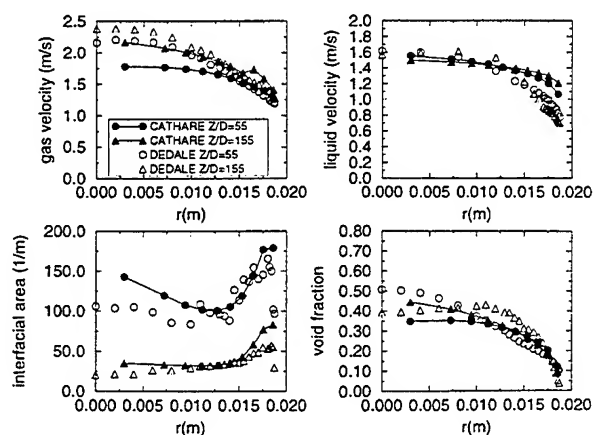 2.5
2.0
1.5
1.0
0.5
0.0
gas velocity (m/s)
CATHARE Z/D=55
CATHARE Z/D=155
DEDALE Z/D=55
DEDALE Z/D=155
0.000 0.005 0.010 0.015 0.020
r(m)
2.0
1.8
1.6
1.4
1.2
1.0
0.8
0.6
0.4
0.2
0.0
liquid velocity (m/s)
0.000 0.005 0.010 0.015 0.020
r(m)
200.0
150.0
100.0
50.0
0.0
interfacial area (1/m)
0.000 0.005 0.010 0.015 0.020
r(m)
0.80
0.70
0.60
0.50
0.40
0.30
0.20
0.10
0.00
void fraction
0.000 0.005 0.010 0.015 0.020
r(m)